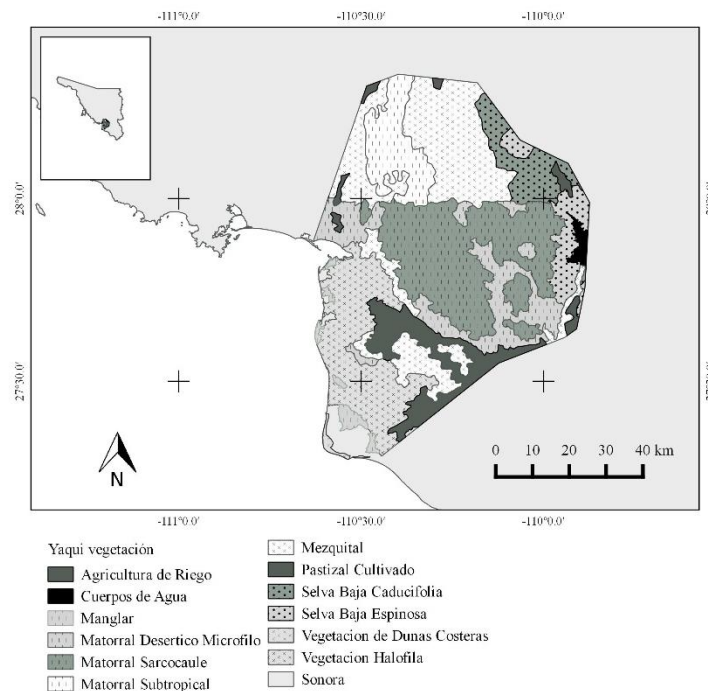 -111°0.0'
-110°30.0'
-110°0.0'
28°0.0'
27°30.0'
N
0 10 20 30 40 km
-111°0.0'
-110°30.0'
-110°0.0'
Yaqui vegetación
Agricultura de Riego
Cuerpos de Agua
Manglar
Matorral Desertico Microfilo
Matorral Sarcocaule
Matorral Subtropical
Mezquital
Pastizal Cultivado
Selva Baja Caducifolia
Selva Baja Espinosa
Vegetacion de Dunas Costeras
Vegetacion Halofila
Sonora